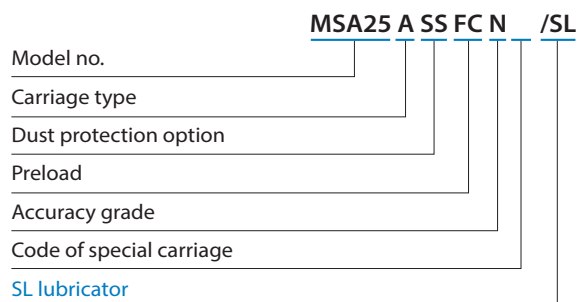 MSA25 A SS FC N /SL
Model no.
Carriage type
Dust protection option
Preload
Accuracy grade
Code of special carriage
SL lubricator